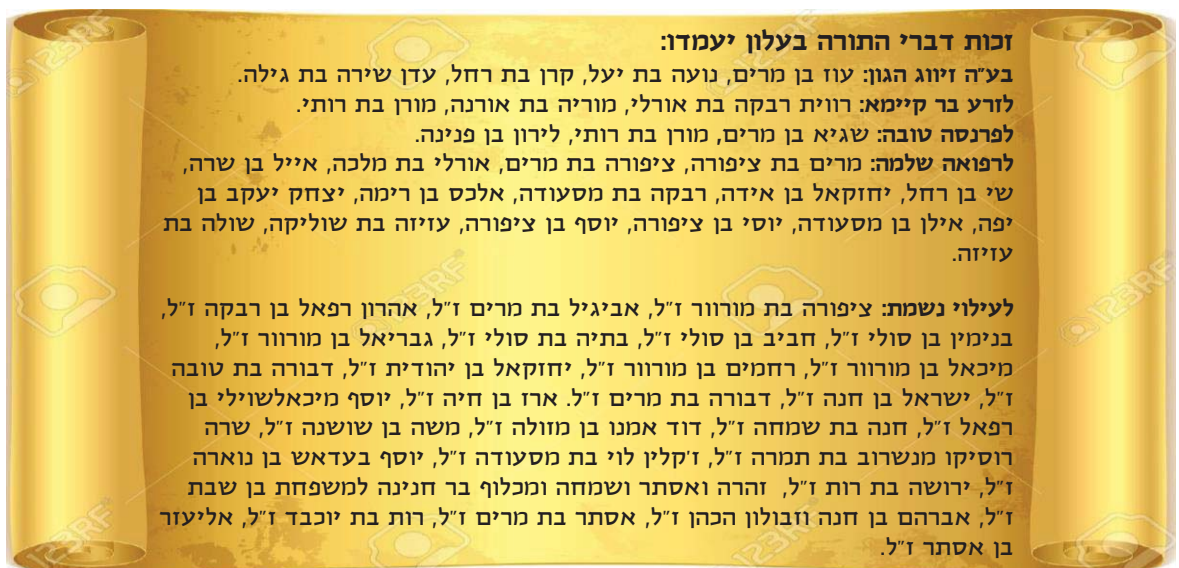 זכות דברי התורה בעלון יעמדו:
בע"ה זיווג הגון: עוז בן מרים, נועה בת יעל, קרן בת רחל, עדן שירה בת גילה.
לזרע בר קיימא: רווית רבקה בת אורלי, מוריה בת אורנה, מורן בת רותי.
לפרנסה טובה: שגיא בן מרים, מורן בת רותי, לירון בן פנינה.
לרפואה שלמה: מרים בת ציפורה, ציפורה בת מרים, אורלי בת מלכה, אייל בן שרה,
שי בן רחל, יחזקאל בן אידה, רבקה בת מסעודה, אלכס בן רימה, יצחק יעקב בן
יפה, אילן בן מסעודה, יוסי בן ציפורה, יוסף בן ציפורה, עזיזה בת שוליקה, שולה בת
עזיזה.
לעילוי נשמת: ציפורה בת מורוור ז"ל, אביגיל בת מרים ז"ל, אהרון רפאל בן רבקה ז"ל,
בנימין בן סולי ז"ל, חביב בן סולי ז"ל, בתיה בת סולי ז"ל, גבריאל בן מורוור ז"ל,
מיכאל בן מורוור ז"ל, רחמים בן מורוור ז"ל, יחזקאל בן יהודית ז"ל, דבורה בת טובה
ז"ל, ישראל בן חנה ז"ל, דבורה בת מרים ז"ל. ארז בן חיה ז"ל, יוסף מיכאלשוילי בן
רפאל ז"ל, חנה בת שמחה ז"ל, דוד אמנו בן מזולה ז"ל, משה בן שושנה ז"ל, שרה
רוסיקו מנשרוב בת תמרה ז"ל, ז'קלין לוי בת מסעודה ז"ל, יוסף בעדאש בן נוארה
ז"ל, ירושה בת רות ז"ל, זהרה ואסתר ושמחה ומכלוף בר חנינה למשפחת בן שבת
ז"ל, אברהם בן חנה וזבולון הכהן ז"ל, אסתר בת מרים ז"ל, רות בת יוכבד ז"ל, אליעזר
בן אסתר ז"ל.
123RF